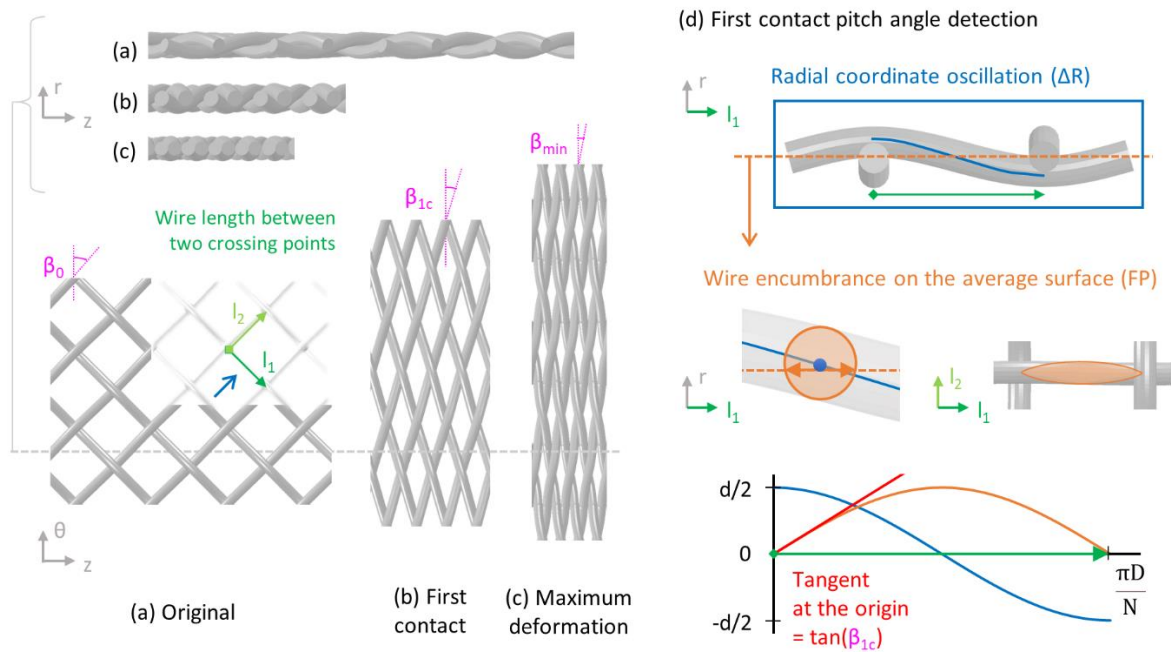 (a)
r
z
(b)
(c)
β0
Wire length between
two crossing points
l2
l1
β1c
βmin
θ
z
(a) Original
(b) First
contact
(c) Maximum
deformation
(d) First contact pitch angle detection
Radial coordinate oscillation (ΔR)
r
l1
Wire encumbrance on the average surface (FP)
r
l1
l2
l1
d/2
0
-d/2
Tangent
at the origin
= tan(β1c)
πD
N